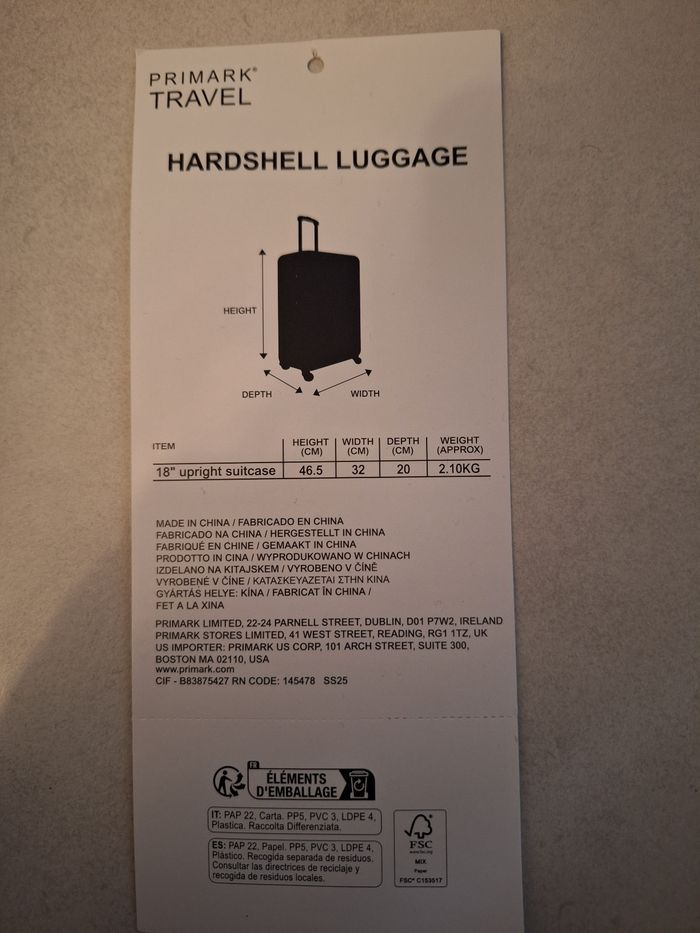 PRIMARK®
TRAVEL
HARDSHELL LUGGAGE
HEIGHT
DEPTH
WIDTH
ITEM HEIGHT (CM) WIDTH (CM) DEPTH (CM) WEIGHT (APPROX)
18" upright suitcase 46.5 32 20 2.10KG
MADE IN CHINA / FABRICADO EN CHINA
FABRICADO NA CHINA / HERGESTELLT IN CHINA
FABRIQUÉ EN CHINE / GEMAAKT IN CHINA
PRODOTTO IN CINA / WYPRODUKOWANO W CHINACH
IZDELANO NA KITAJSKEM / VYROBENO V ČÍNĚ
VYROBENÉ V ČÍNE / ΚΑΤΑΣΚΕΥΑΖΕΤΑΙ ΣΤΗΝ ΚΙΝΑ
GYÁRTÁS HELYE: KÍNA / FABRICAT ÎN CHINA /
FET A LA XINA
PRIMARK LIMITED, 22-24 PARNELL STREET, DUBLIN, D01 P7W2, IRELAND
PRIMARK STORES LIMITED, 41 WEST STREET, READING, RG1 1TZ, UK
US IMPORTER: PRIMARK US CORP, 101 ARCH STREET, SUITE 300,
BOSTON MA 02110, USA
www.primark.com
CIF - B83875427 RN CODE: 145478 SS25
FR
ÉLÉMENTS
D'EMBALLAGE
IT: PAP 22, Carta. PP5, PVC 3, LDPE 4,
Plastica. Raccolta Differenziata.
ES: PAP 22, Papel. PP5, PVC 3, LDPE 4,
Plástico. Recogida separada de residuos.
Consultar las directrices de reciclaje y
recogida de residuos locales.
FSC
www.fsc.org
MIX
Paper
FSC® C153517